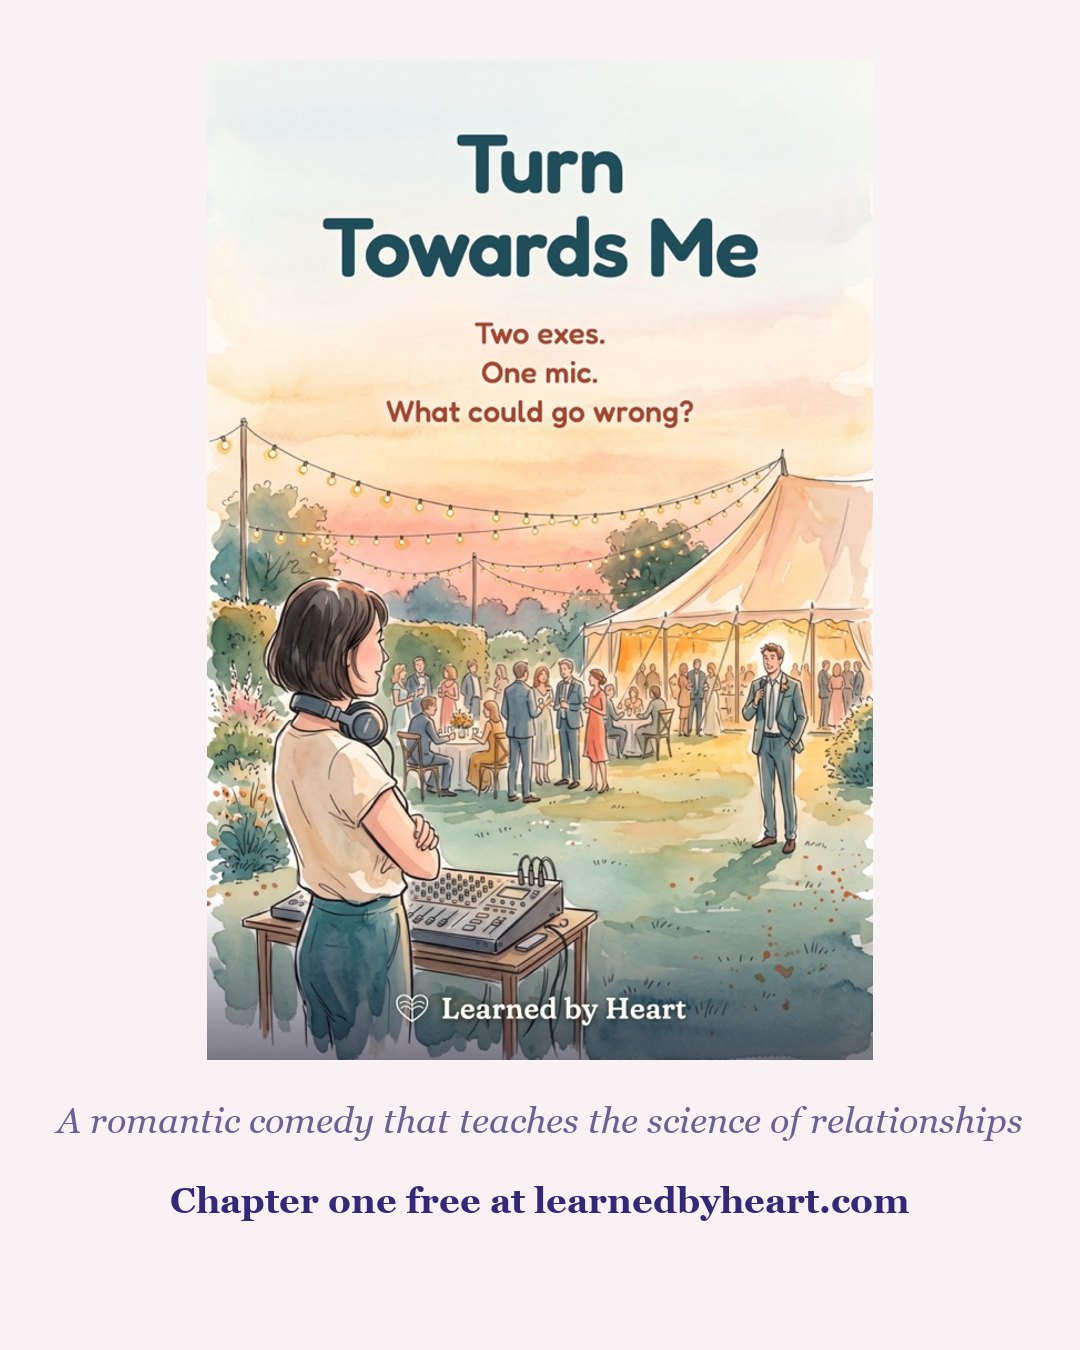 Turn
Towards Me
Two exes.
One mic.
What could go wrong?
Learned by Heart
A romantic comedy that teaches the science of relationships
Chapter one free at learnedbyheart.com